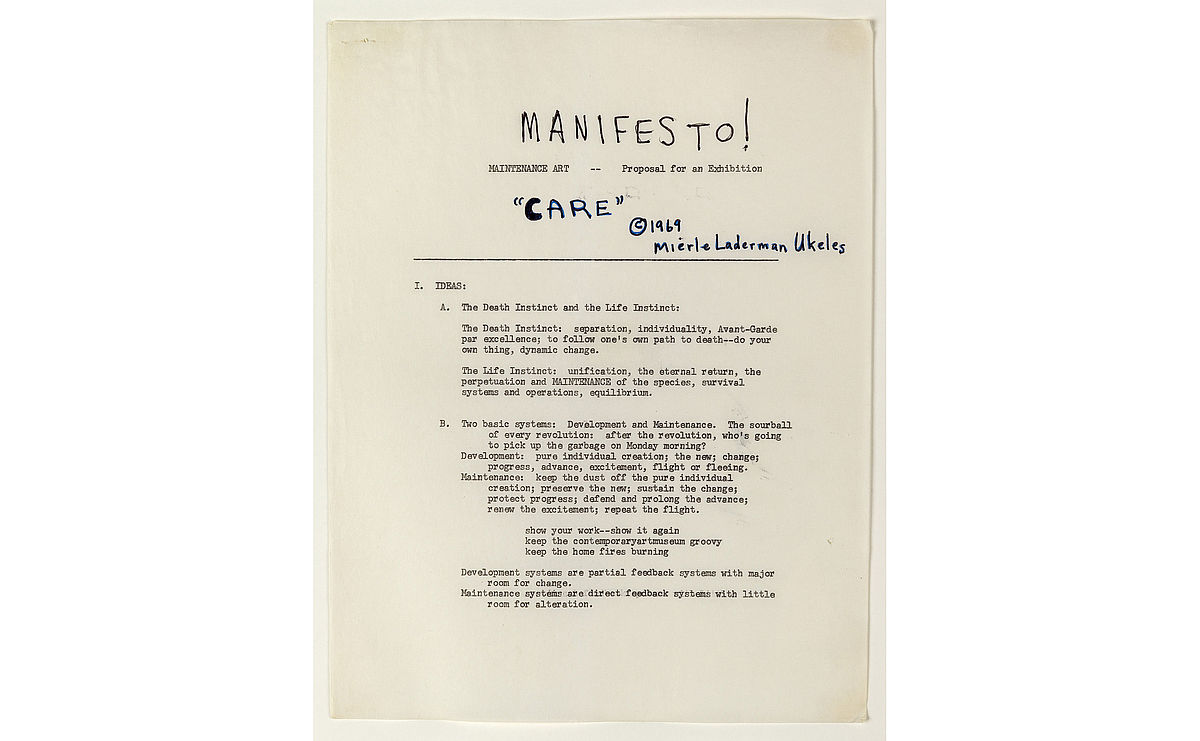 MANIFESTO!
MAINTENANCE ART -- Proposal for an Exhibition
"CARE"
©1969
Mierle Laderman Ukeles
I. IDEAS:
A. The Death Instinct and the Life Instinct:
The Death Instinct: separation, individuality, Avant-Garde
par excellence; to follow one's own path to death--do your
own thing, dynamic change.
The Life Instinct: unification, the eternal return, the
perpetuation and MAINTENANCE of the species, survival
systems and operations, equilibrium.
B. Two basic systems: Development and Maintenance. The sourball
of every revolution: after the revolution, who's going
to pick up the garbage on Monday morning?
Development: pure individual creation; the new; change;
progress, advance, excitement, flight or fleeing.
Maintenance: keep the dust off the pure individual
creation; preserve the new; sustain the change;
protect progress; defend and prolong the advance;
renew the excitement; repeat the flight.
show your work--show it again
keep the contemporaryartmuseum groovy
keep the home fires burning
Development systems are partial feedback systems with major
room for change.
Maintenance systems are direct feedback systems with little
room for alteration.